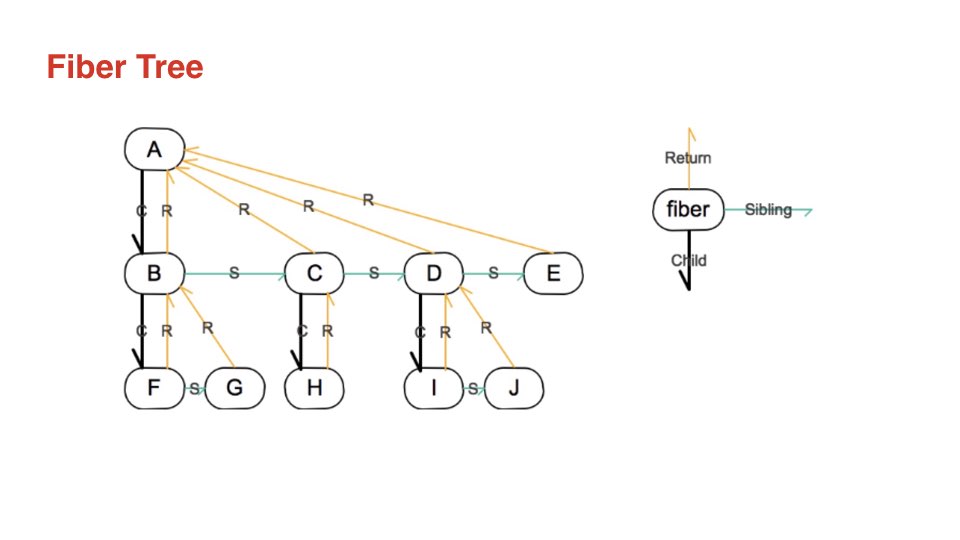 Fiber Tree
A
Return
C R R R R
fiber Sibling
Child
B S C S D S E
C R R C R C R R
F S G H I S J